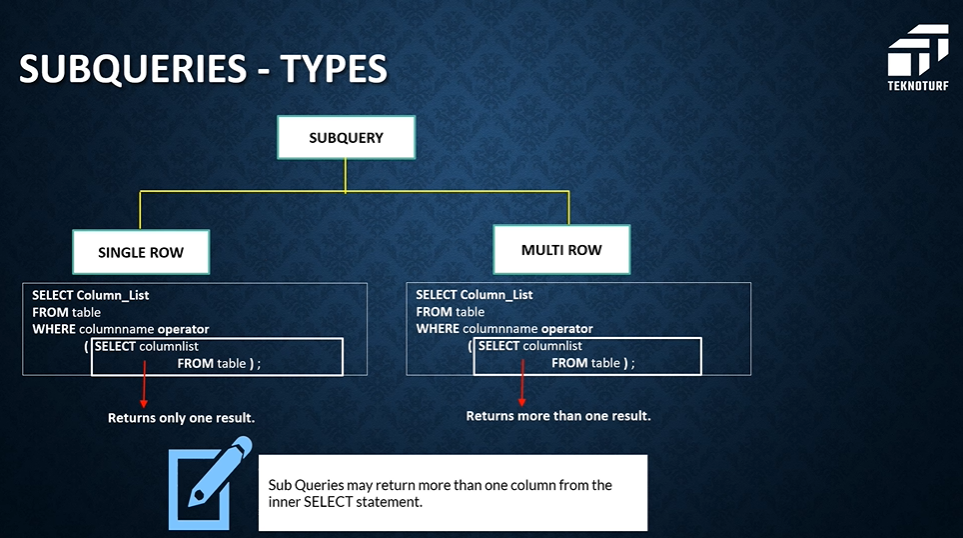 SUBQUERIES - TYPES
TEKNOTURF
SUBQUERY
SINGLE ROW
SELECT Column_List
FROM table
WHERE columnname operator
( SELECT columnlist
FROM table ) ;
Returns only one result.
MULTI ROW
SELECT Column_List
FROM table
WHERE columnname operator
( SELECT columnlist
FROM table ) ;
Returns more than one result.
Sub Queries may return more than one column from the
inner SELECT statement.